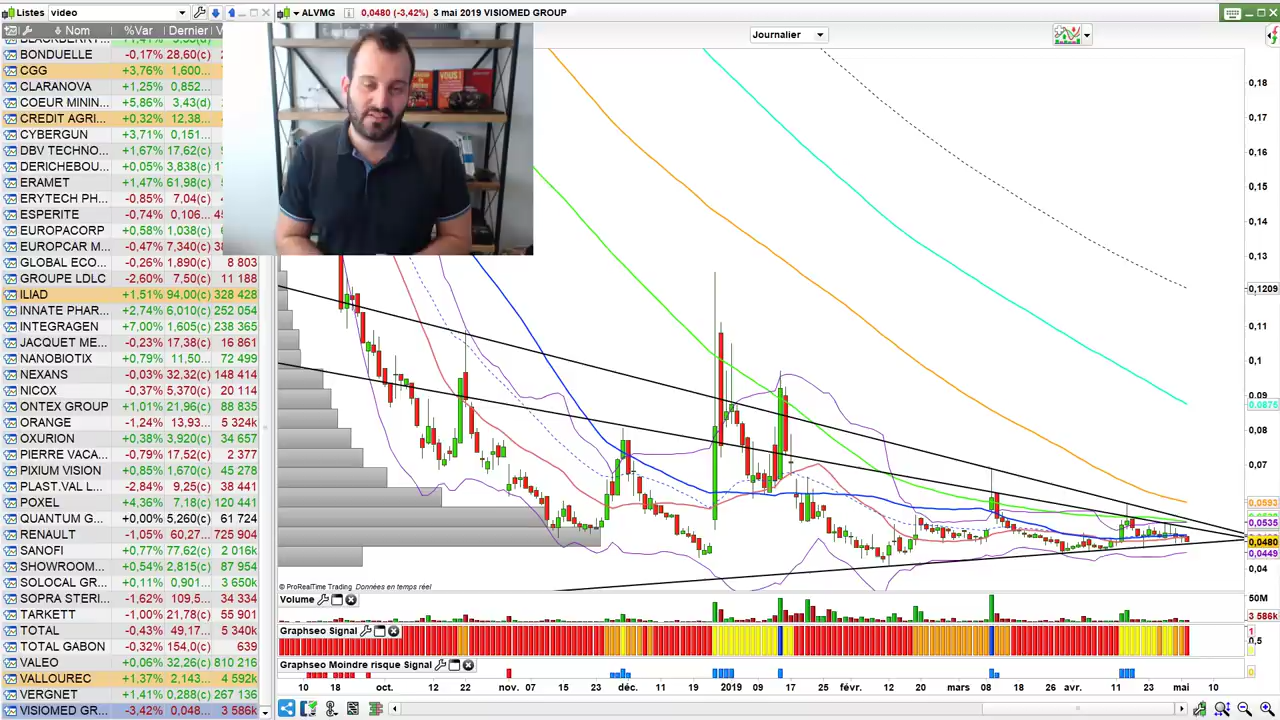 Listes video
ALVMG 0,0480 (-3,42%) 3 mai 2019 VISIOMED GROUP
Nom %Var Dernier V
Journalier
BONDUELLE -0,17% 28,60(c)
CGG +3,76% 1,600...
CLARANOVA +1,25% 0,852...
COEUR MININ... +5,86% 3,43(d)
CREDIT AGRI... +0,32% 12,38...
CYBERGUN +3,71% 0,151...
DBV TECHNO... +1,67% 17,62(c)
DERICHEBOU... +0,05% 3,838(c)
ERAMET +1,47% 61,98(c)
ERYTECH PH... -0,85% 7,04(c)
ESPERITE -0,74% 0,106...
EUROPACORP +0,58% 1,038(c)
EUROPCAR M... -0,47% 7,340(c)
GLOBAL ECO... -0,26% 1,890(c) 8 803
GROUPE LDLC -2,60% 7,50(c) 11 188
ILIAD +1,51% 94,00(c) 328 428
INNATE PHAR... +2,74% 6,010(c) 252 054
INTEGRAGEN +7,00% 1,605(c) 238 365
JACQUET ME... -0,23% 17,38(c) 16 861
NANOBIOTIX +0,79% 11,50... 72 499
NEXANS -0,03% 32,32(c) 148 414
NICOX -0,37% 5,370(c) 20 114
ONTEX GROUP +1,01% 21,96(c) 88 835
ORANGE -1,24% 13,93... 5 324k
OXURION +0,38% 3,920(c) 34 657
PIERRE VACA... -0,79% 17,52(c) 2 377
PIXIUM VISION +0,85% 1,670(c) 45 278
PLAST.VAL L... -2,84% 9,25(c) 38 441
POXEL +4,36% 7,18(c) 120 441
QUANTUM G... +0,00% 5,260(c) 61 724
RENAULT -1,05% 60,27... 725 904
SANOFI +0,77% 77,62(c) 2 016k
SHOWROOM... +0,54% 0,946(c) 187 856
SOLOCAL GR... +0,11% 0,901... 3 650k
SOPRA STERI... -1,62% 109,3... 34 530
TARKETT -1,00% 21,78(c) 55 901
TOTAL -0,43% 49,17... 5 340k
TOTAL GABON -0,32% 154,0(c) 639
VALEO +0,06% 32,26(c) 810 216
VALLOUREC +1,37% 2,143... 4 592k
VERGNET +1,41% 0,288(c) 267 136
VISIOMED GR... -3,42% 0,048... 3 586k
VOUS !
0,18
0,17
0,16
0,15
0,14
0,13
0,1209
0,1
0,09
0,0876
0,08
0,07
0,0593
0,0535
0,0480
0,0449
0,04
© ProRealTime Trading Données en temps réel
Volume
50M
3 586k
Graphseo Signal
1
0,5
Graphseo Moindre risque Signal
0
10 18 oct. 12 22 nov. 07 15 23 déc. 11 19 2019 09 17 25 févr. 12 20 mars 08 18 26 avr. 11 23 mai 10